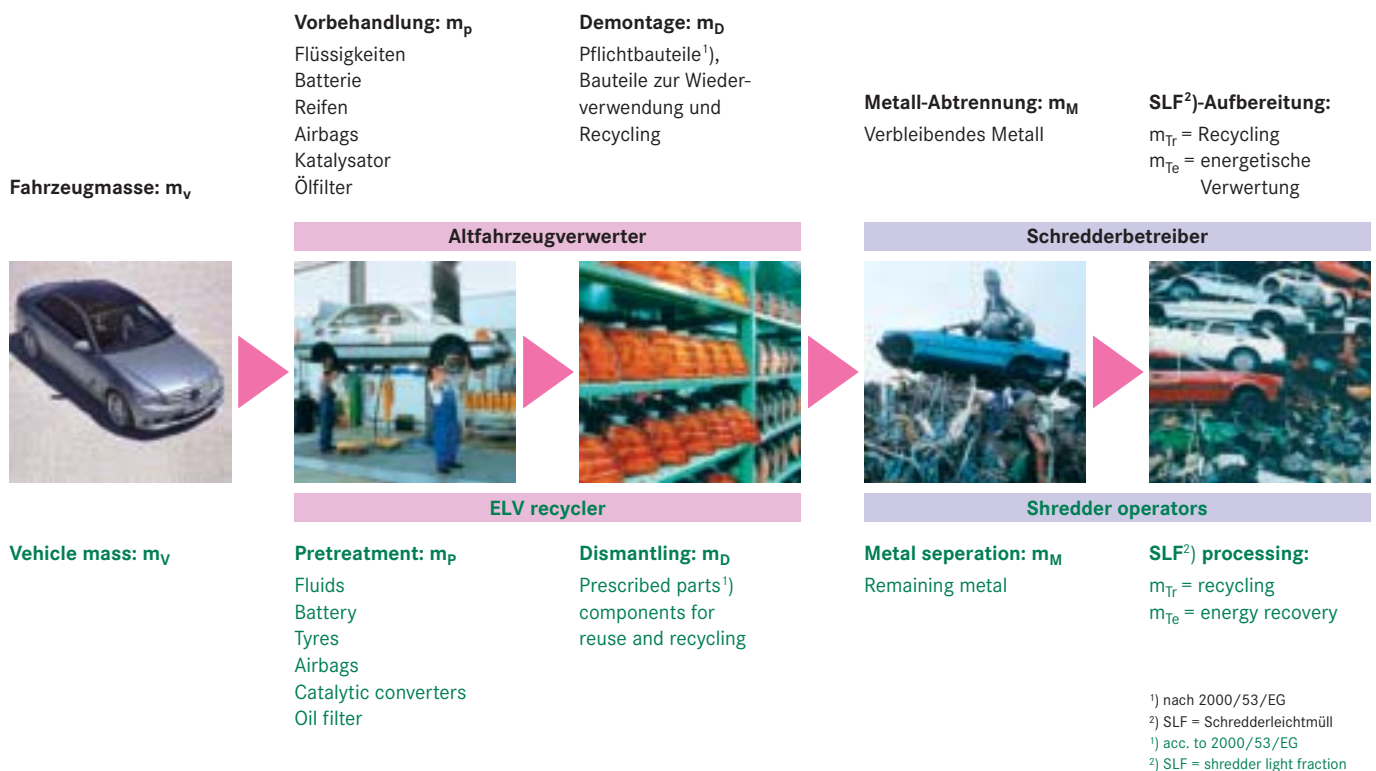 Vorbehandlung: mp
Flüssigkeiten
Batterie
Reifen
Airbags
Katalysator
Ölfilter
Demontage: mD
Pflichtbauteile1),
Bauteile zur Wieder-
verwendung und
Recycling
Metall-Abtrennung: mM
Verbleibendes Metall
SLF2)-Aufbereitung:
mTr = Recycling
mTe = energetische
Verwertung
Fahrzeugmasse: mv
Altfahrzeugverwerter
Schredderbetreiber
ELV recycler
Shredder operators
Vehicle mass: mV
Pretreatment: mP
Fluids
Battery
Tyres
Airbags
Catalytic converters
Oil filter
Dismantling: mD
Prescribed parts1)
components for
reuse and recycling
Metal seperation: mM
Remaining metal
SLF2) processing:
mTr = recycling
mTe = energy recovery
1) nach 2000/53/EG
2) SLF = Schredderleichtmüll
1) acc. to 2000/53/EG
2) SLF = shredder light fraction